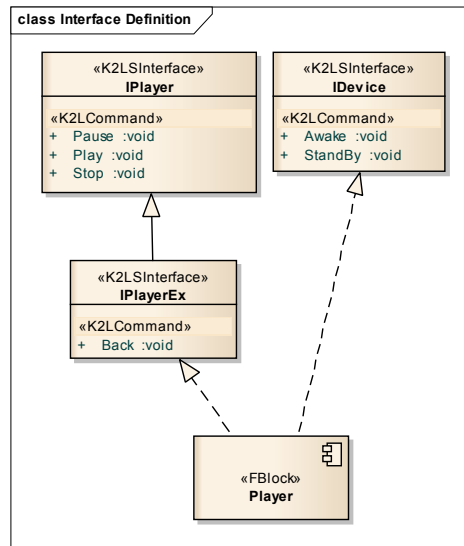 class Interface Definition
«K2LSInterface»
IPlayer
«K2LCommand»
+ Pause :void
+ Play :void
+ Stop :void
«K2LSInterface»
IDevice
«K2LCommand»
+ Awake :void
+ StandBy :void
«K2LSInterface»
IPlayerEx
«K2LCommand»
+ Back :void
«FBlock»
Player